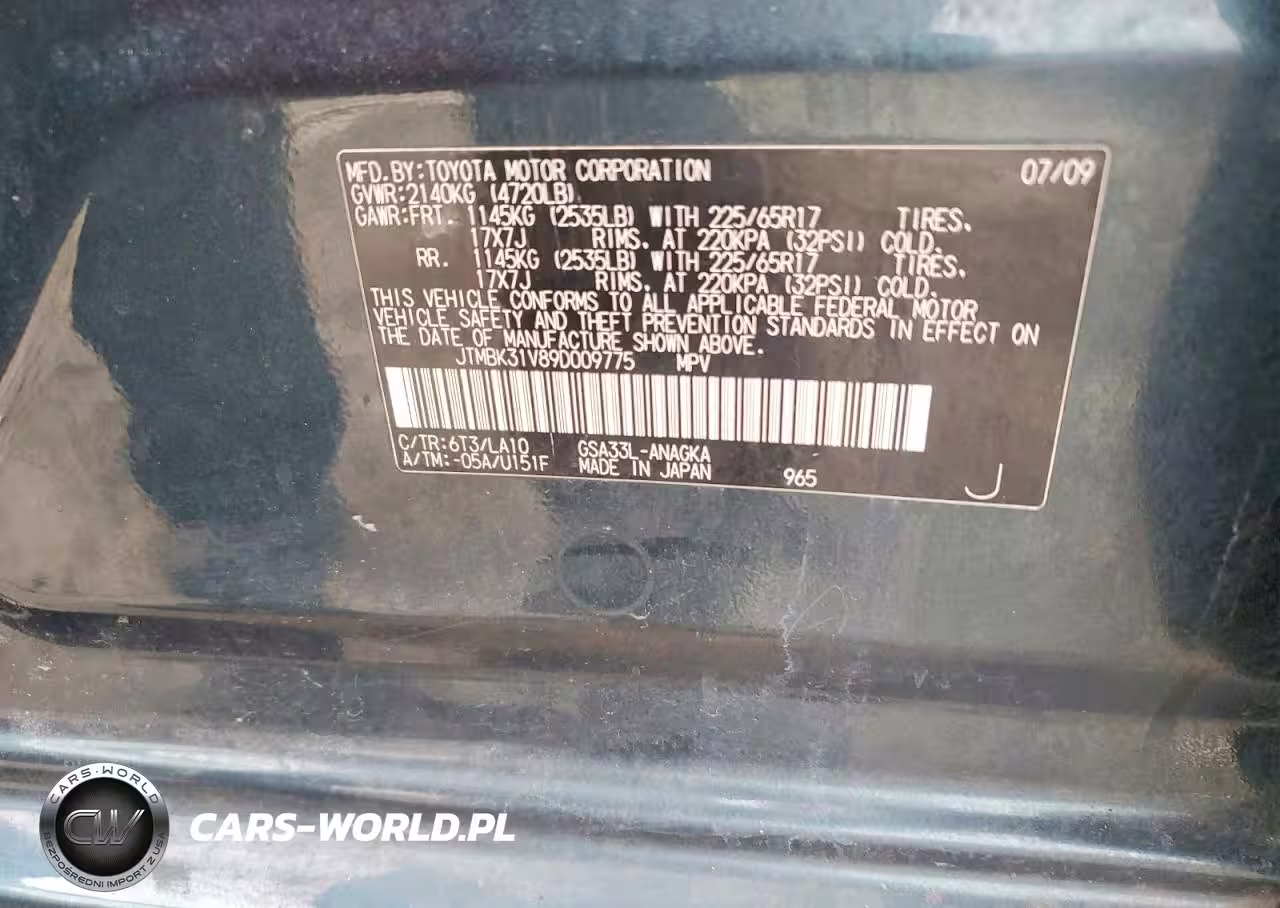 MFD.BY:TOYOTA MOTOR CORPORATION 07/09
GVWR:2140KG (4720LB)
GAWR:FRT. 1145KG (2535LB) WITH 225/65R17 TIRES.
17X7J RIMS. AT 220KPA (32PSI) COLD.
RR. 1145KG (2535LB) WITH 225/65R17 TIRES.
17X7J RIMS. AT 220KPA (32PSI) COLD.
THIS VEHICLE CONFORMS TO ALL APPLICABLE FEDERAL MOTOR
VEHICLE SAFETY AND THEFT PREVENTION STANDARDS IN EFFECT ON
THE DATE OF MANUFACTURE SHOWN ABOVE.
JTMBK31V89D009775 MPV
C/TR:6T3/LA10 GSA33L-ANAGKA
A/TM:-05A/U151F MADE IN JAPAN 965 J
CARS-WORLD
CW
BEZPOŚREDNI IMPORT Z USA
CARS-WORLD.PL